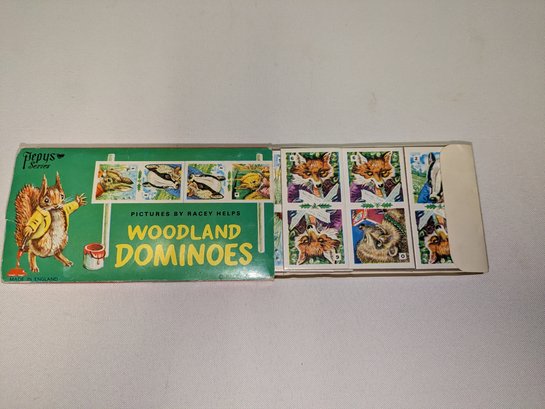 Pepys
Series
PICTURES BY RACEY HELPS
WOODLAND
DOMINOES
MADE IN ENGLAND